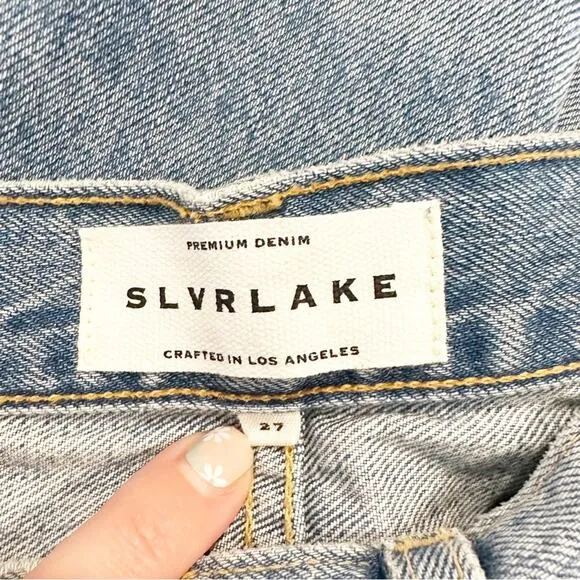 PREMIUM DENIM
SLVRLAKE
CRAFTED IN LOS ANGELES
27